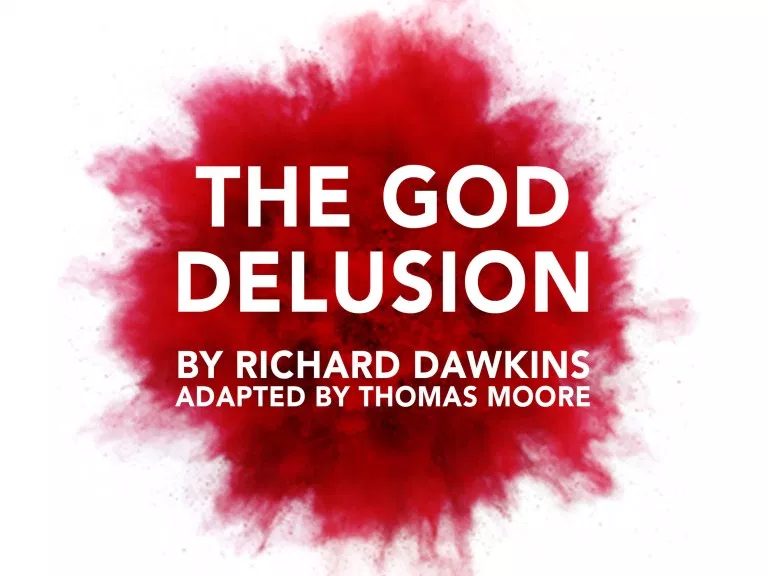 THE GOD
DELUSION
BY RICHARD DAWKINS
ADAPTED BY THOMAS MOORE